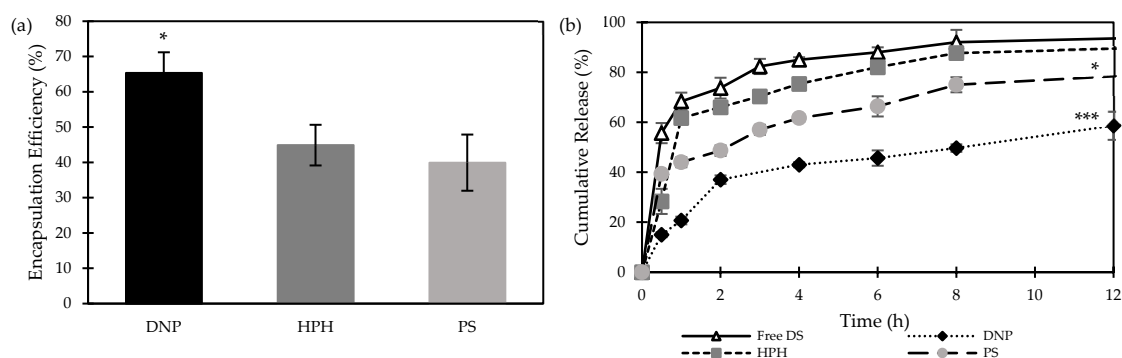 (a)
Encapsulation Efficiency (%)
80
70
60
50
40
30
20
10
0
*
DNP HPH PS
(b)
Cumulative Release (%)
100
80
60
40
20
0
*
***
0 2 4 6 8 10 12
Time (h)
Free DS DNP
HPH PS